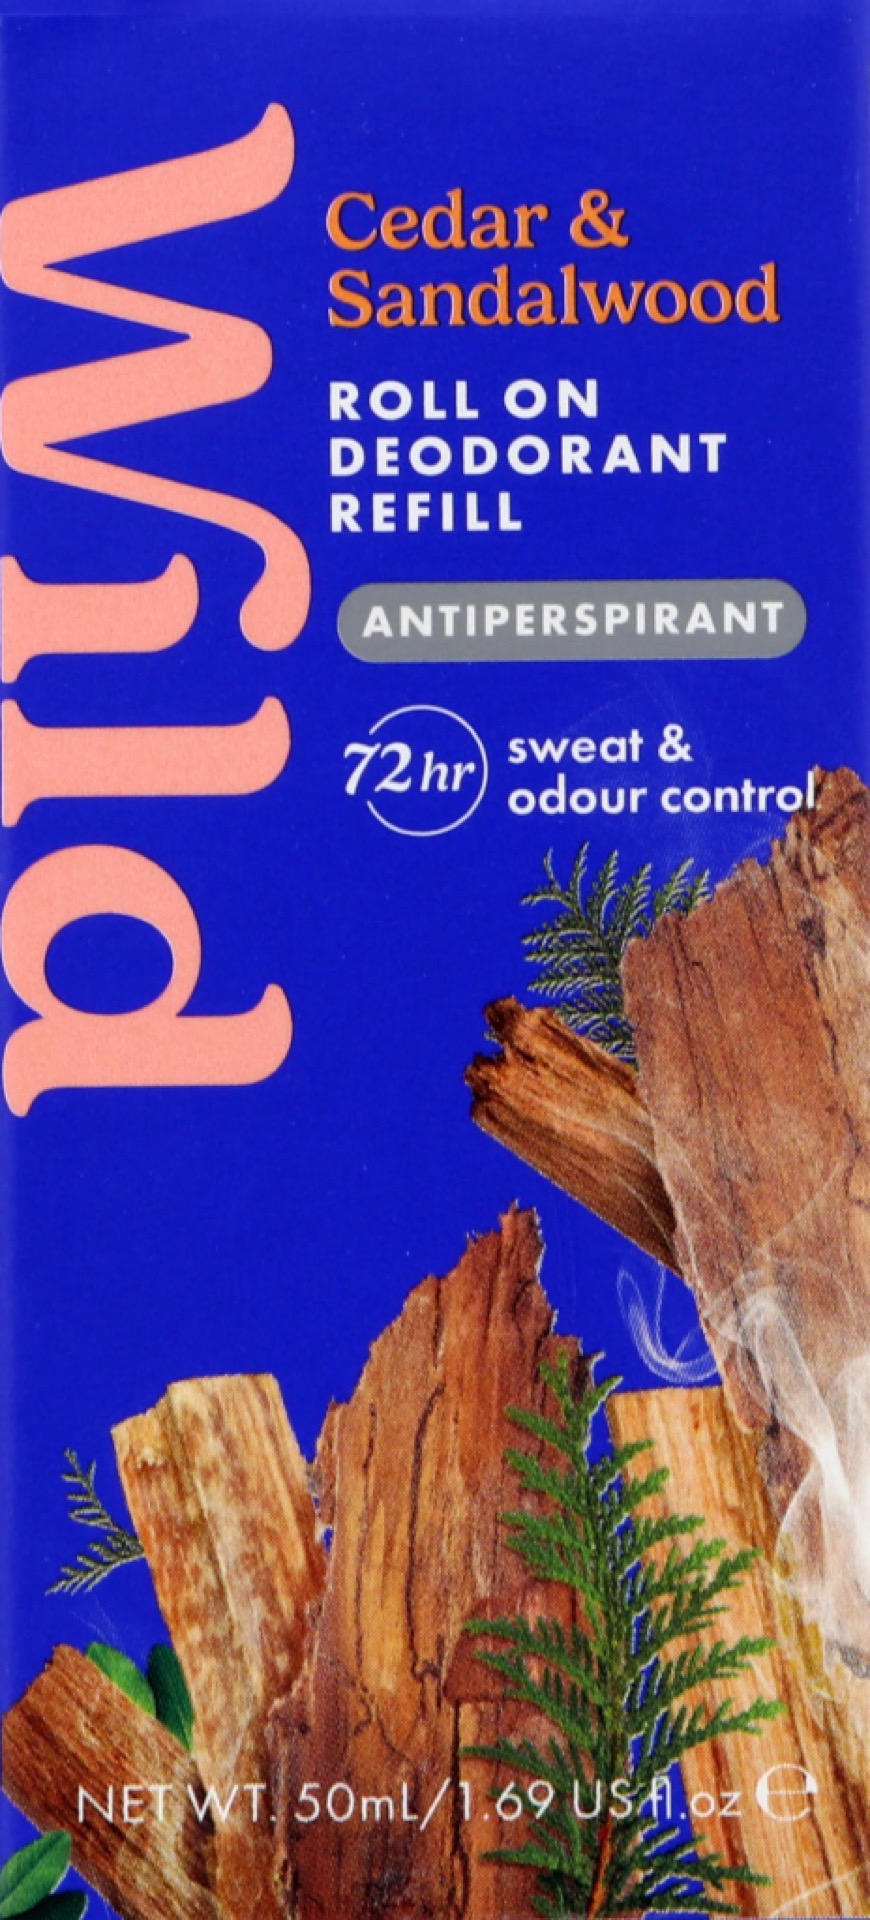 Wild
Cedar &
Sandalwood
ROLL ON
DEODORANT
REFILL
ANTIPERSPIRANT
72hr
sweat &
odour control
NET WT. 50mL/1.69 US fl.oz ℮